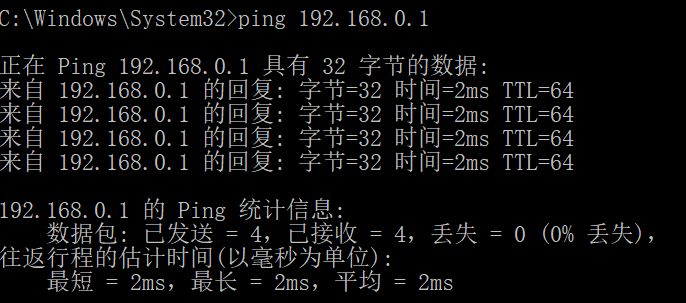 C:\Windows\System32>ping 192.168.0.1
正在 Ping 192.168.0.1 具有 32 字节的数据:
来自 192.168.0.1 的回复: 字节=32 时间=2ms TTL=64
来自 192.168.0.1 的回复: 字节=32 时间=2ms TTL=64
来自 192.168.0.1 的回复: 字节=32 时间=2ms TTL=64
来自 192.168.0.1 的回复: 字节=32 时间=2ms TTL=64
192.168.0.1 的 Ping 统计信息:
数据包: 已发送 = 4，已接收 = 4，丢失 = 0 (0% 丢失)，
往返行程的估计时间(以毫秒为单位):
最短 = 2ms，最长 = 2ms，平均 = 2ms